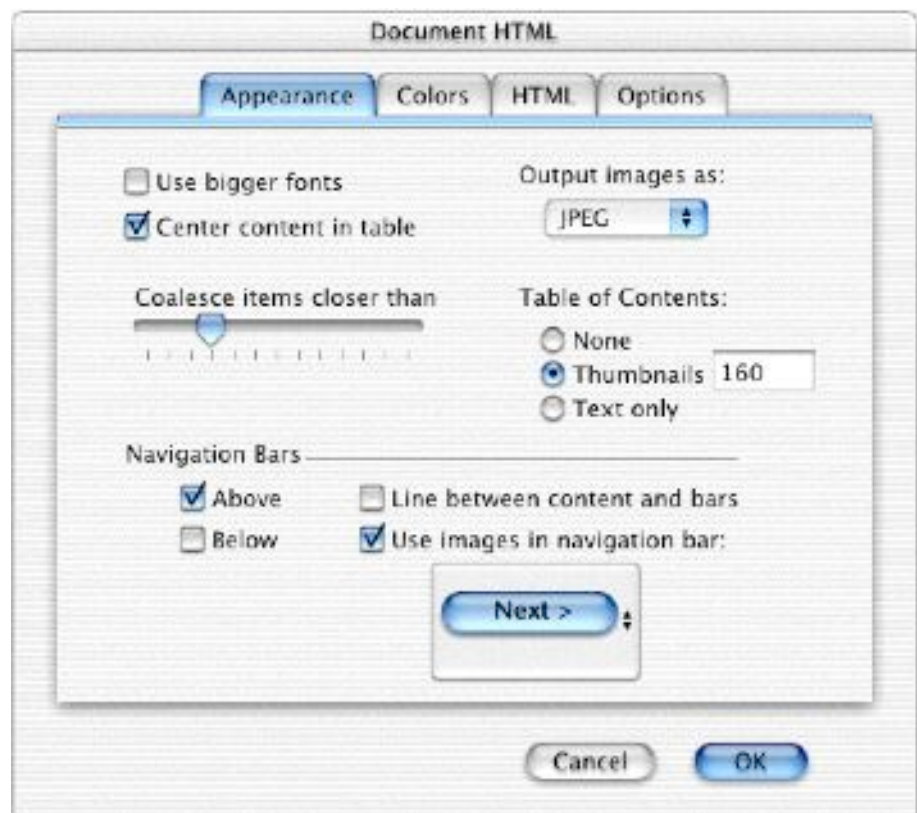 Document HTML
Appearance Colors HTML Options
Use bigger fonts
Output images as:
Center content in table
JPEG
Coalesce items closer than
Table of Contents:
None
Thumbnails 160
Text only
Navigation Bars
Above Line between content and bars
Below Use images in navigation bar:
Next >
Cancel OK